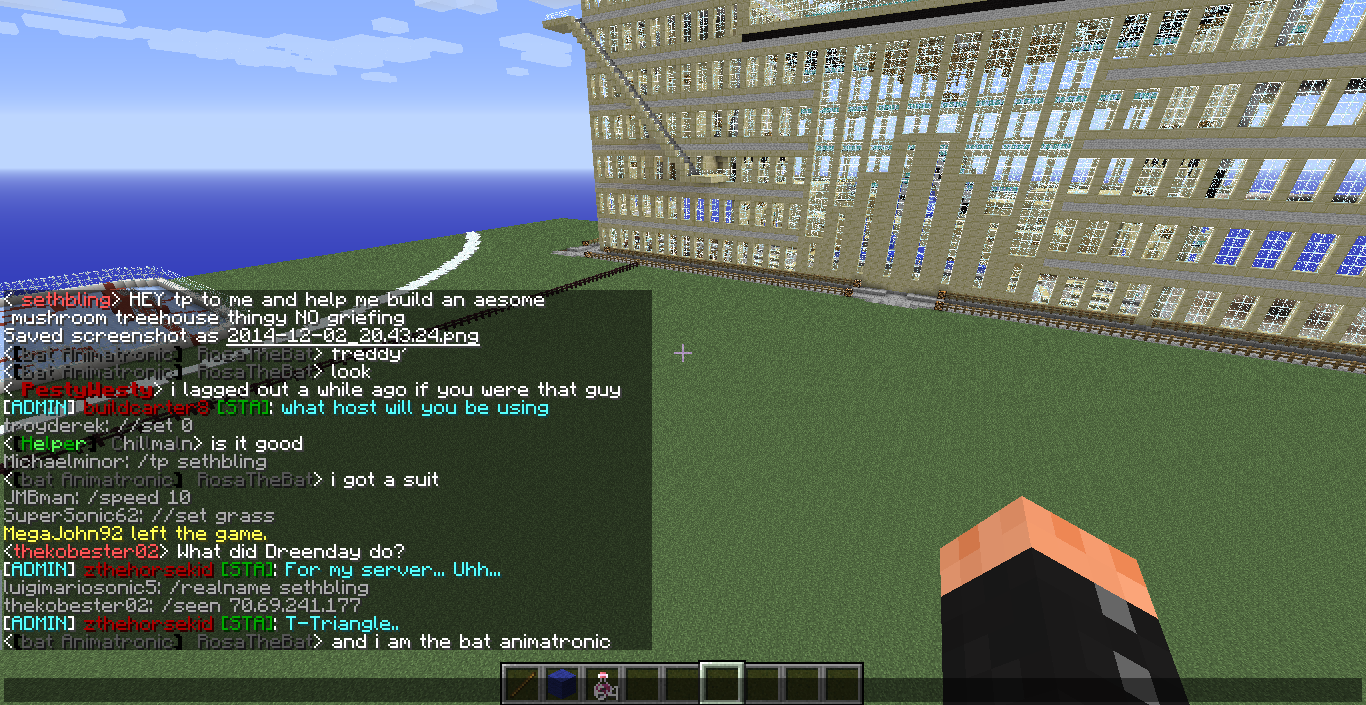 < sethbling> HEY tp to me and help me build an aesome
mushroom treehouse thingy NO griefing
Saved screenshot as 2014-12-02_20.43.24.png
<[bat Animatronic] RosaTheBat> treddy'
<[bat Animatronic] RosaTheBat> look
< PestyWesty> i lagged out a while ago if you were that guy
[ADMIN] buildcarter8 [STA]: what host will you be using
troyderek: //set 0
<[Helper] Chillmaln> is it good
Michaelminor: /tp sethbling
<[bat Animatronic] RosaTheBat> i got a suit
JMBman: /speed 10
SuperSonic62: //set grass
MegaJohn92 left the game.
<thekobester02> What did Dreenday do?
[ADMIN] zthehorsekid [STA]: For my server... Uhh...
luigimariosonic5: /realname sethbling
thekobester02: /seen 70.69.241.177
[ADMIN] zthehorsekid [STA]: T-Triangle..
<[bat Animatronic] RosaTheBat> and i am the bat animatronic
64